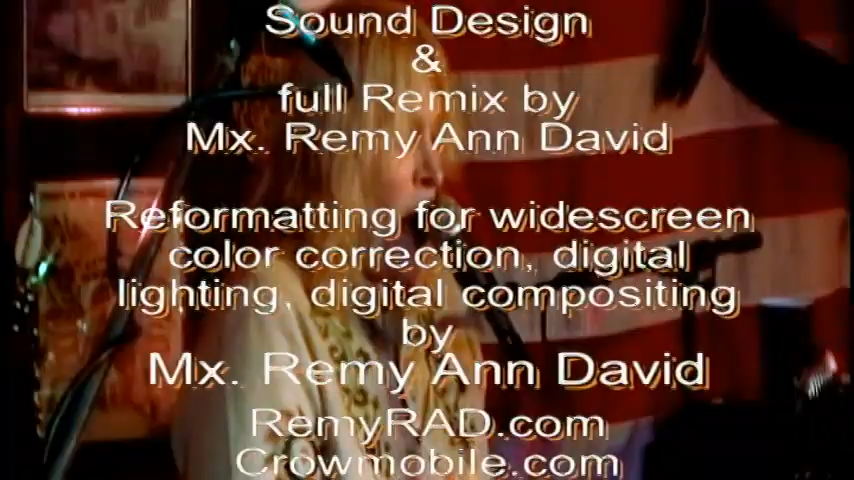 Sound Design
&
full Remix by
Mx. Remy Ann David
Reformatting for widescreen
color correction, digital
lighting, digital compositing
by
Mx. Remy Ann David
RemyRAD.com
Crowmobile.com